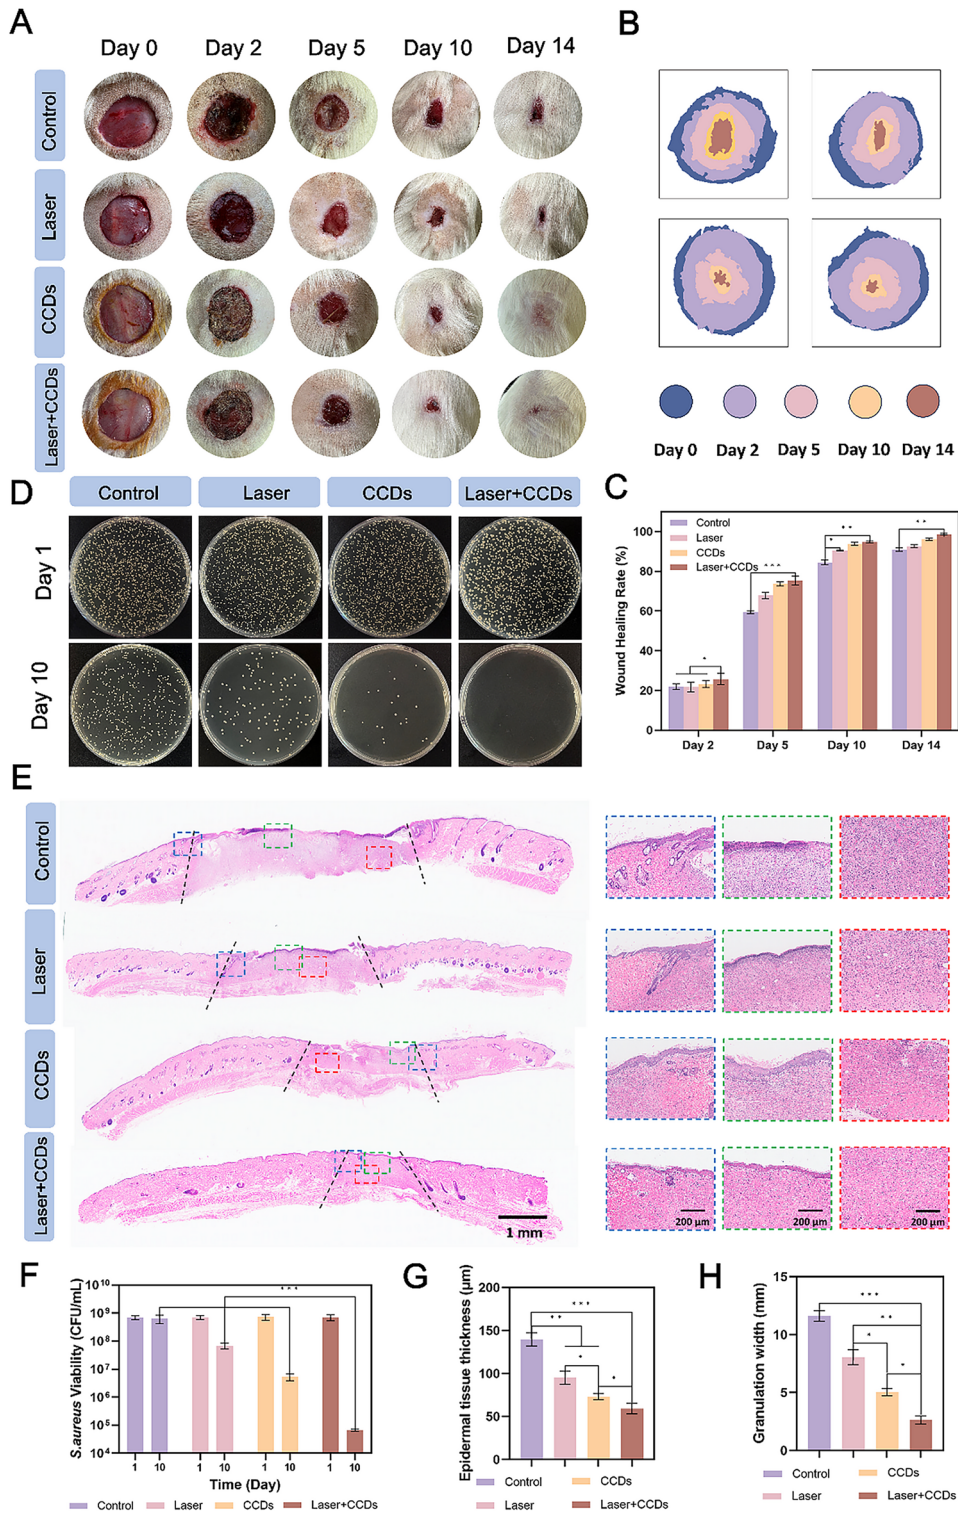 A
Day 0 Day 2 Day 5 Day 10 Day 14
Control
Laser
CCDs
Laser+CCDs
B
Day 0 Day 2 Day 5 Day 10 Day 14
C
Wound Healing Rate (%)
100
80
60
40
20
0
Control
Laser
CCDs
Laser+CCDs
*
***
*
**
**
Day 2 Day 5 Day 10 Day 14
D
Control Laser CCDs Laser+CCDs
Day 1
Day 10
E
Control
Laser
CCDs
Laser+CCDs
1 mm
200 µm 200 µm 200 µm
F
S.aureus Viability (CFU/mL)
10¹⁰
10⁹
10⁸
10⁷
10⁶
10⁵
10⁴
***
1 10 1 10 1 10 1 10
Time (Day)
Control Laser CCDs Laser+CCDs
G
Epidermal tissue thickness (µm)
200
150
100
50
0
***
**
*
*
Control CCDs
Laser Laser+CCDs
H
Granulation width (mm)
15
10
5
0
***
**
*
*
Control CCDs
Laser Laser+CCDs